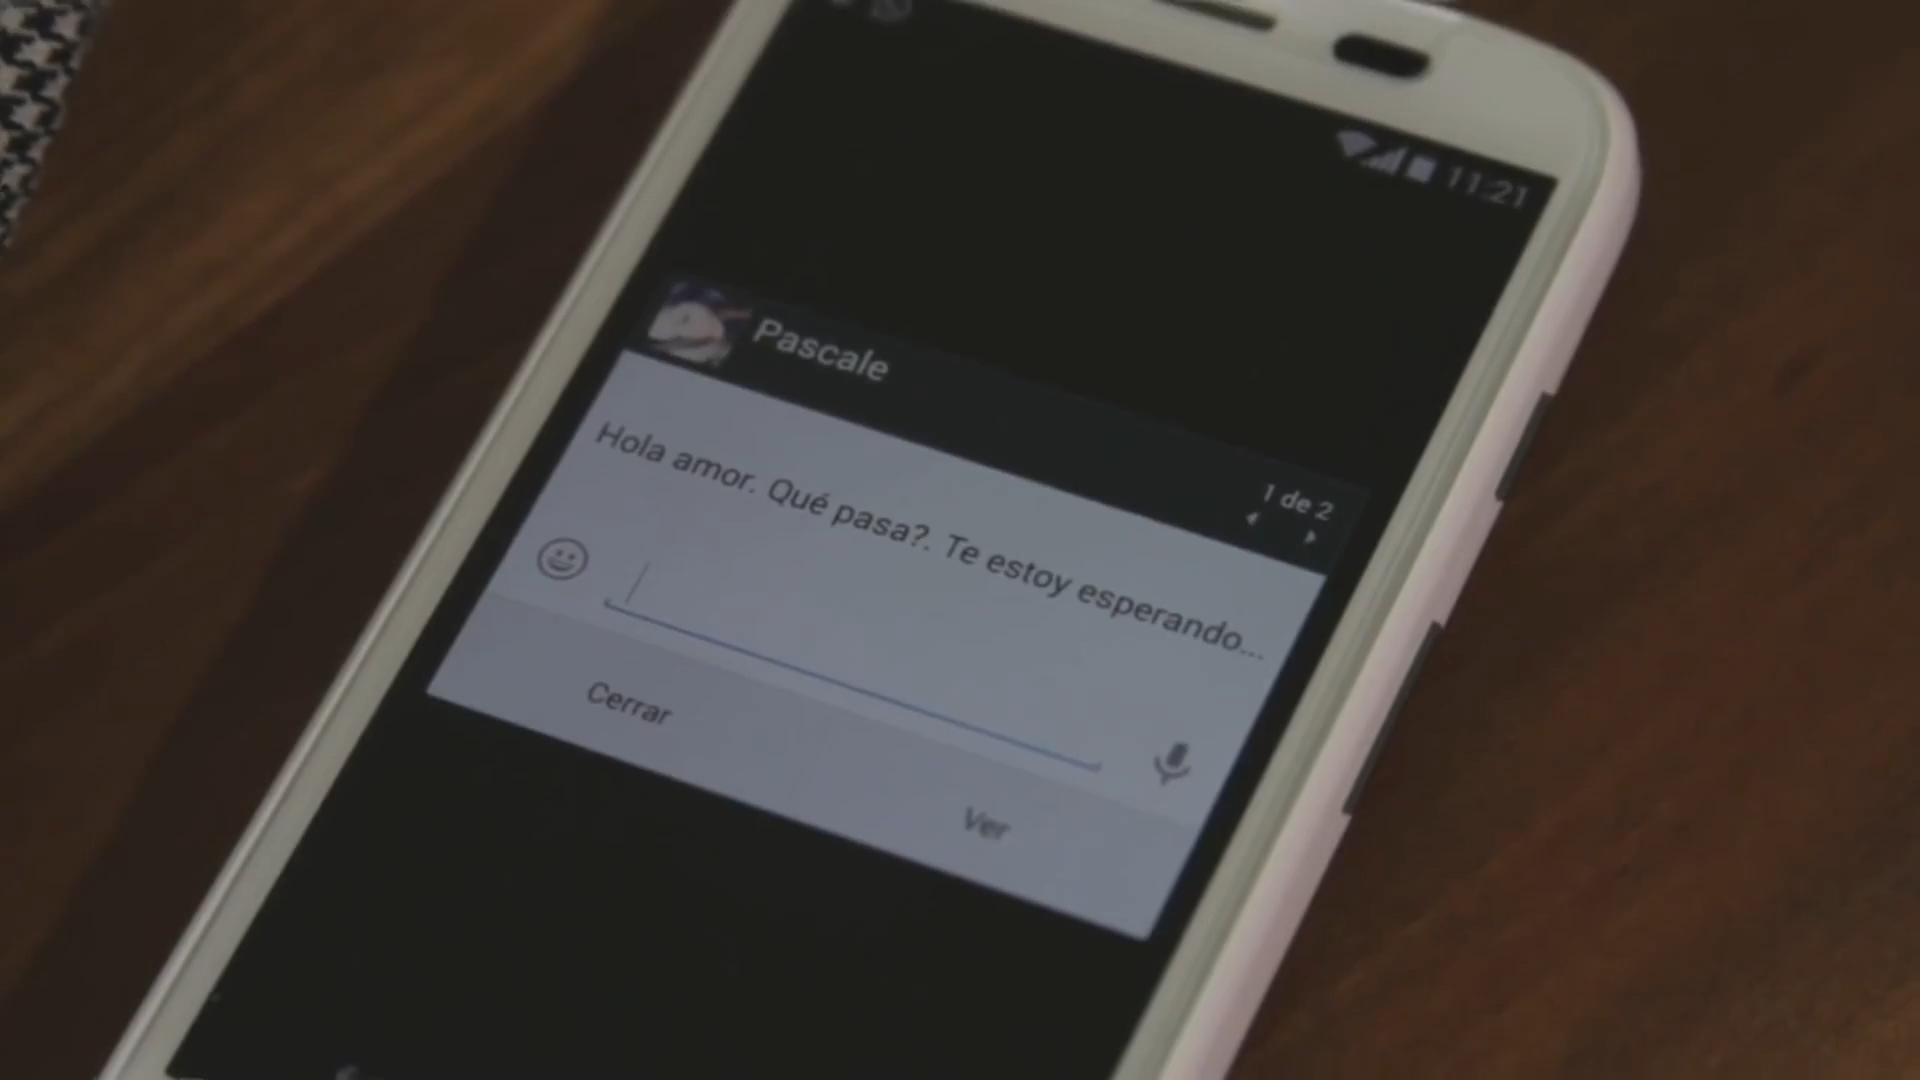 11:21
Pascale
1 de 2
Hola amor. Qué pasa?. Te estoy esperando...
Cerrar
Ver